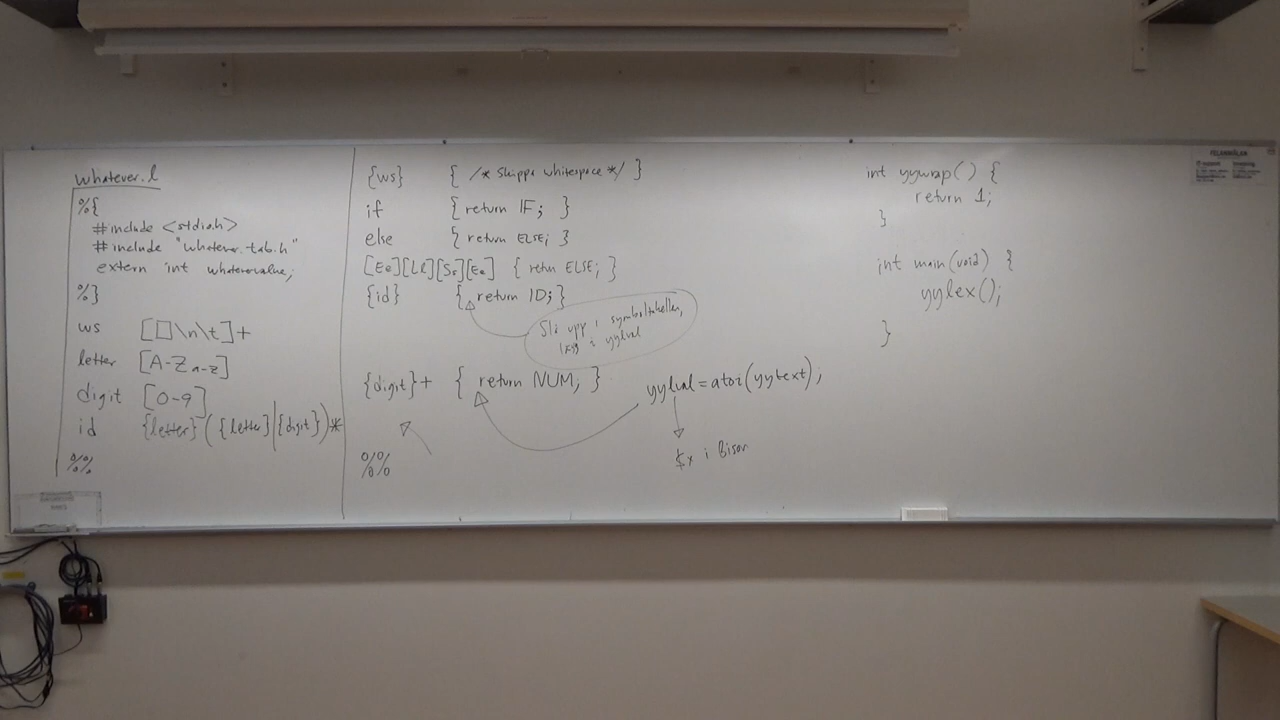 whatever.l
%{
#include <stdio.h>
#include "whatever.tab.h"
extern int whatevervalue;
%}
ws [□\n\t]+
letter [A-Za-z]
digit [0-9]
id {letter}({letter}|{digit})*
%%
{ws} { /* Skippa whitespace */ }
if { return IF; }
else { return ELSE; }
[Ee][Ll][Ss][Ee] { return ELSE; }
{id} { return ID; }
Slå upp i symboltabellen,
lägg i yylval
{digit}+ { return NUM; }
yylval=atoi(yytext);
$x i Bison
%%
int yywrap() {
return 1;
}
int main(void) {
yylex();
}
FELANMÄLAN